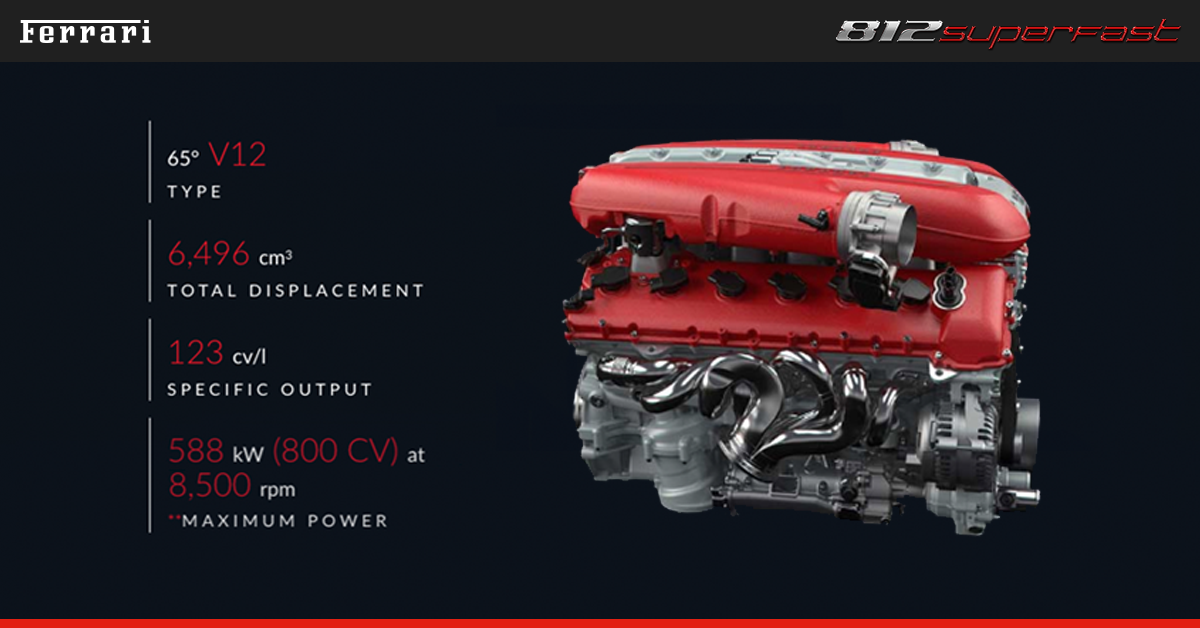 Ferrari
812superfast
65° V12
TYPE
6,496 cm³
TOTAL DISPLACEMENT
123 cv/l
SPECIFIC OUTPUT
588 kW (800 CV) at
8,500 rpm
**MAXIMUM POWER